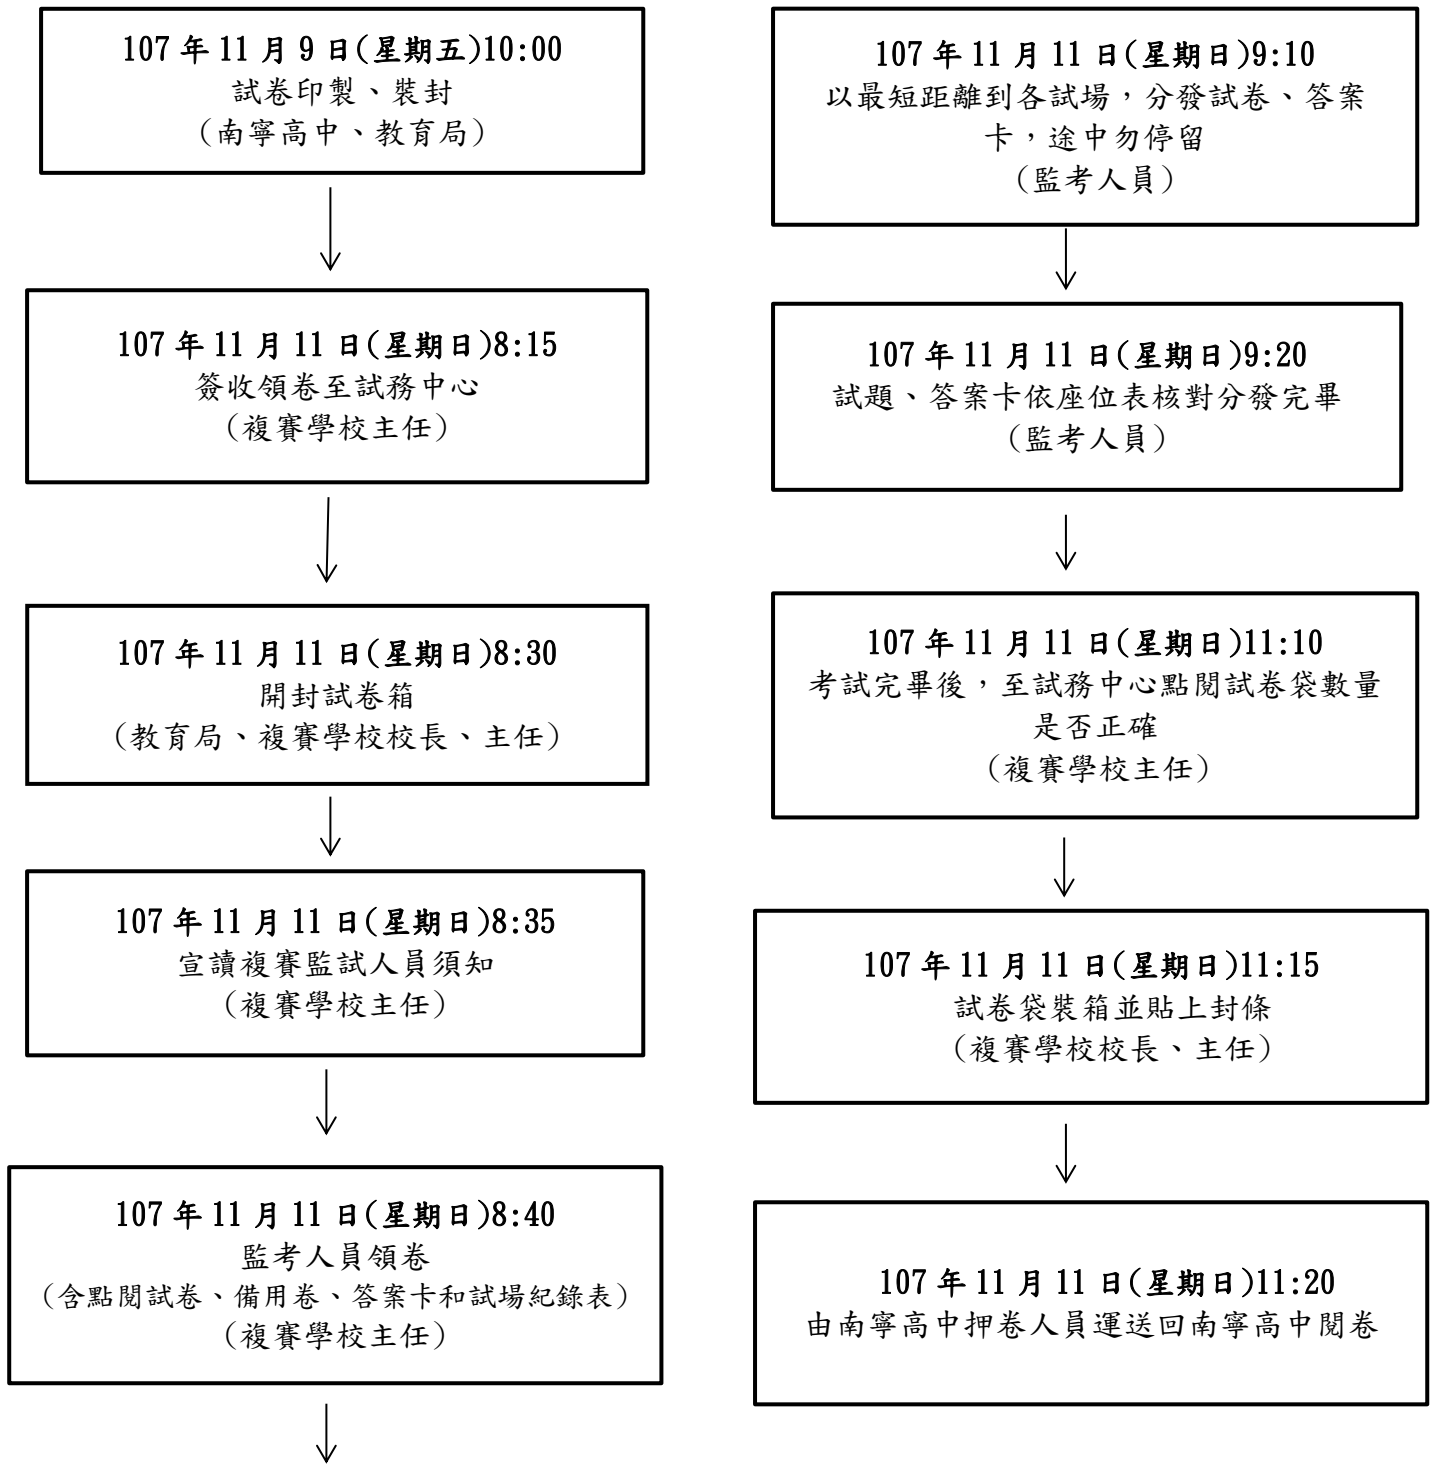 107 年 11 月 9 日(星期五)10:00
試卷印製、裝封
(南寧高中、教育局)
107 年 11 月 11 日(星期日)8:15
簽收領卷至試務中心
(複賽學校主任)
107 年 11 月 11 日(星期日)8:30
開封試卷箱
(教育局、複賽學校校長、主任)
107 年 11 月 11 日(星期日)8:35
宣讀複賽監試人員須知
(複賽學校主任)
107 年 11 月 11 日(星期日)8:40
監考人員領卷
(含點閱試卷、備用卷、答案卡和試場紀錄表)
(複賽學校主任)
107 年 11 月 11 日(星期日)9:10
以最短距離到各試場，分發試卷、答案
卡，途中勿停留
(監考人員)
107 年 11 月 11 日(星期日)9:20
試題、答案卡依座位表核對分發完畢
(監考人員)
107 年 11 月 11 日(星期日)11:10
考試完畢後，至試務中心點閱試卷袋數量
是否正確
(複賽學校主任)
107 年 11 月 11 日(星期日)11:15
試卷袋裝箱並貼上封條
(複賽學校校長、主任)
107 年 11 月 11 日(星期日)11:20
由南寧高中押卷人員運送回南寧高中閱卷